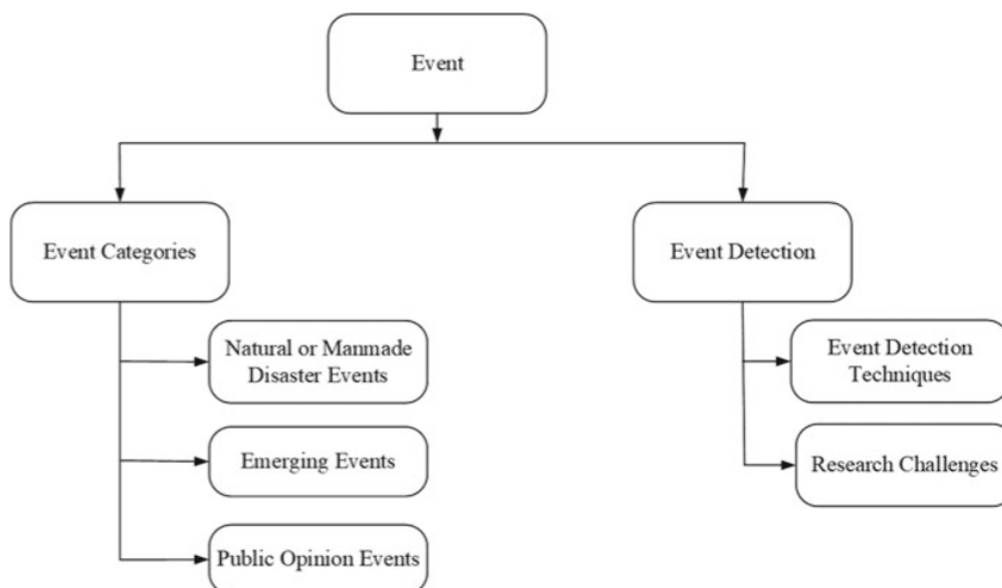 Event
Event Categories
Event Detection
Natural or Manmade
Disaster Events
Event Detection
Techniques
Emerging Events
Research Challenges
Public Opinion Events